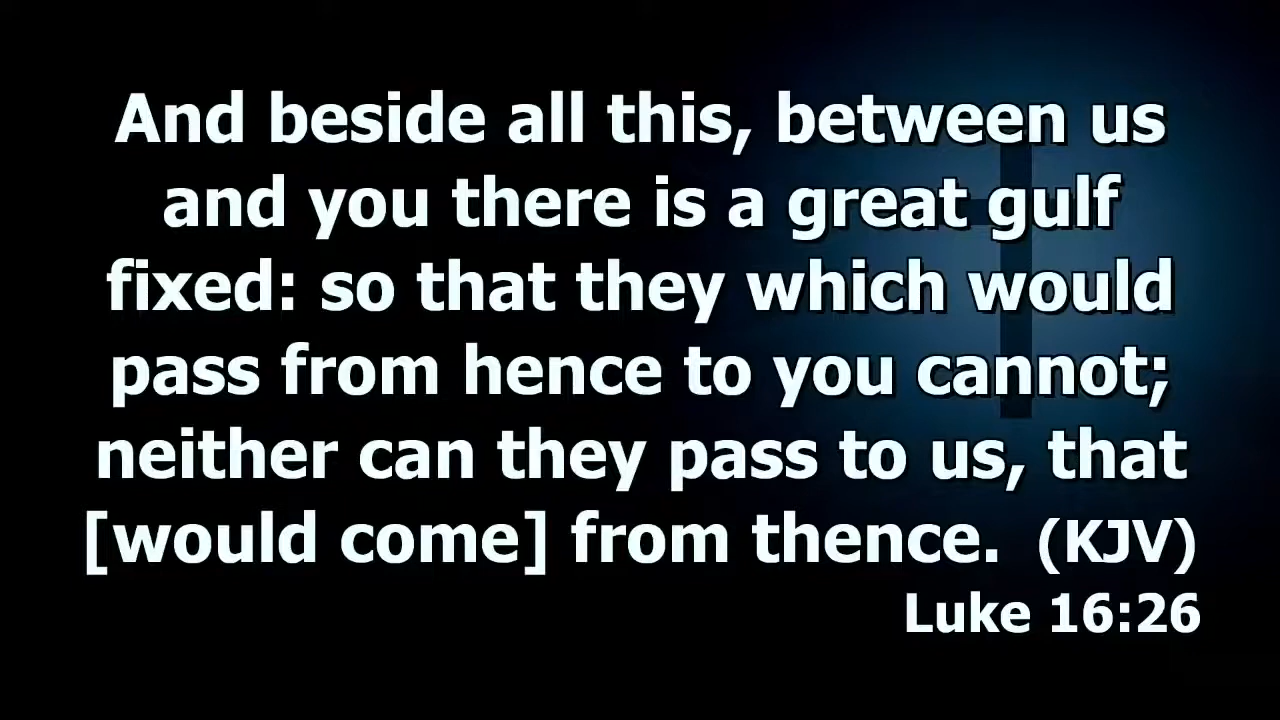 And beside all this, between us
and you there is a great gulf
fixed: so that they which would
pass from hence to you cannot;
neither can they pass to us, that
[would come] from thence. (KJV)
Luke 16:26